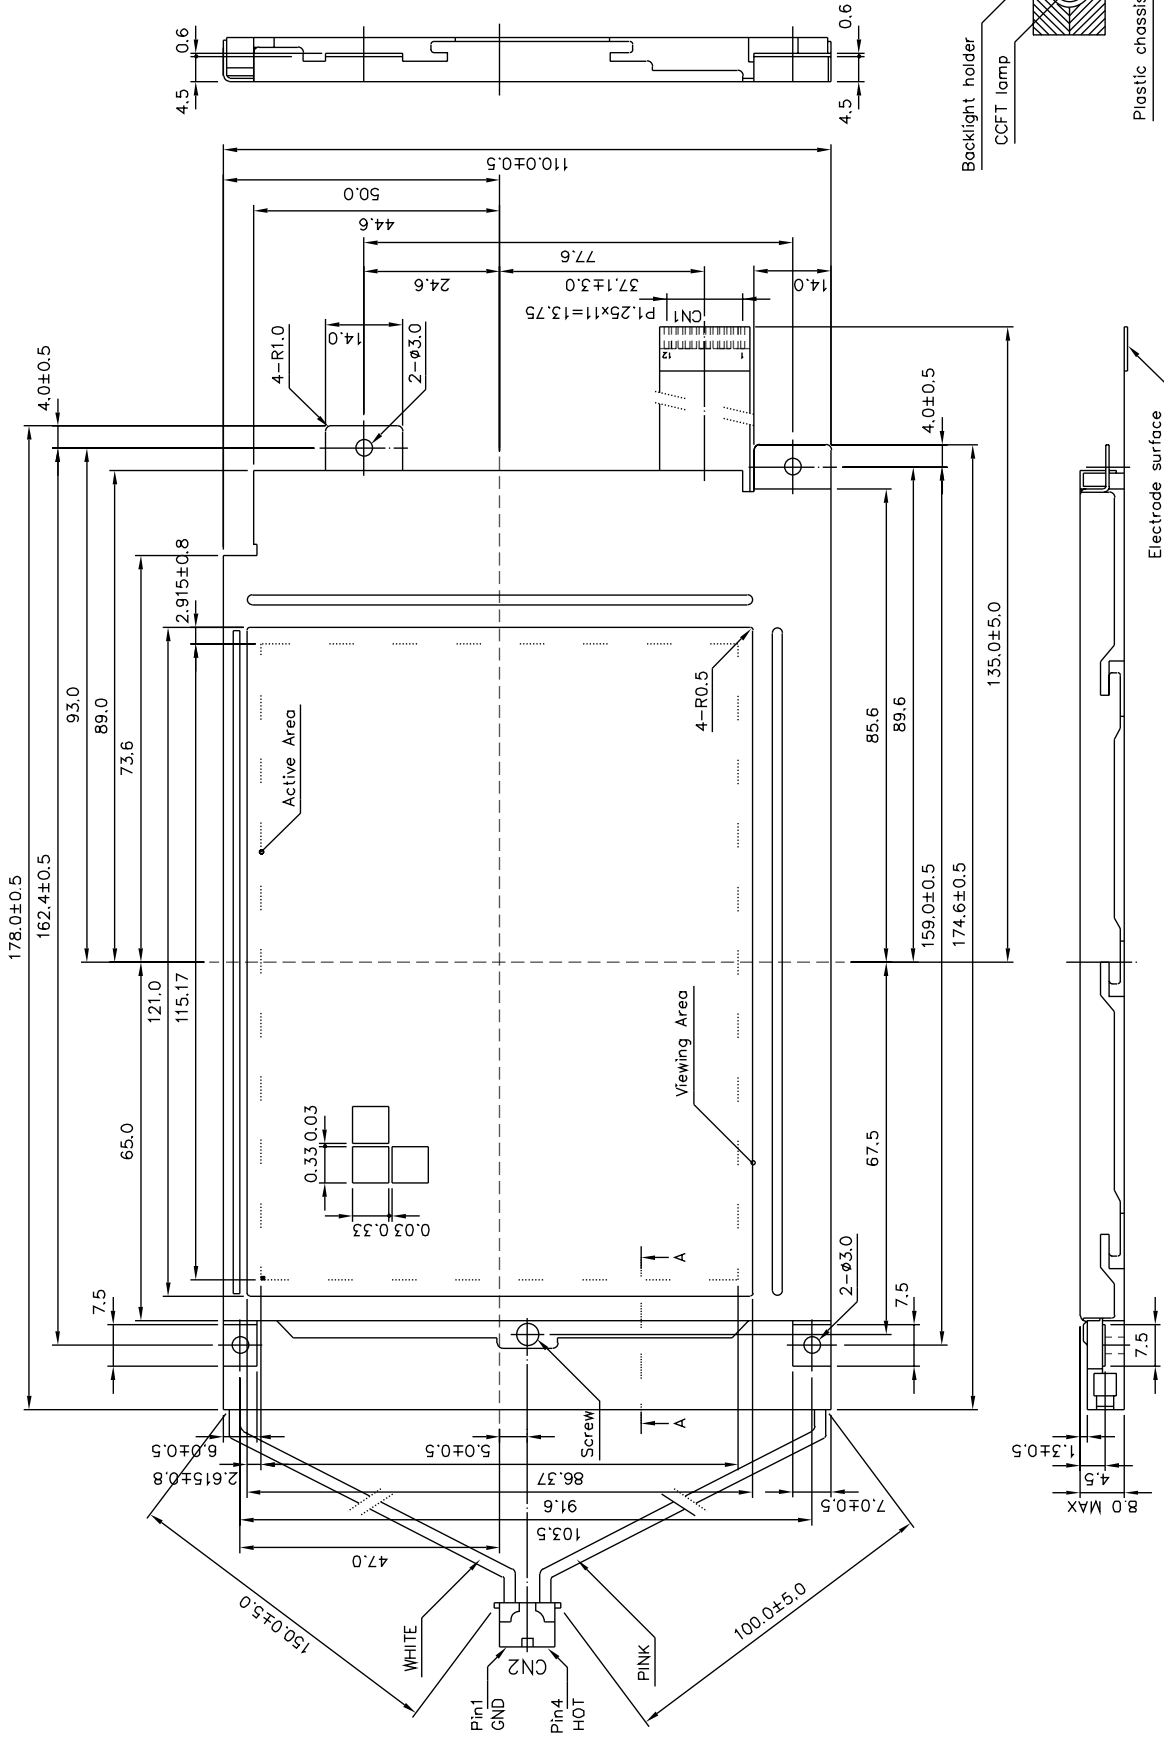 0.6
4.5
0.6
4.5
Backlight holder
CCFT lamp
Plastic chassis
110.0±0.5
50.0
44.6
77.6
24.6
37.1±3.0
14.0
P1.25x11=13.75
CN1
12
1
14.0
4-R1.0
2-ø3.0
4.0±0.5
4.0±0.5
178.0±0.5
162.4±0.5
93.0
89.0
73.6
2.915±0.8
121.0
115.17
65.0
7.5
Active Area
4-R0.5
Viewing Area
0.33
0.03
0.33
0.03
A
A
85.6
89.6
135.0±5.0
159.0±0.5
174.6±0.5
67.5
2-ø3.0
7.5
Electrode surface
Screw
6.0±0.5
2.615±0.8
5.0±0.5
86.37
91.6
103.5
47.0
7.0±0.5
150.0±5.0
100.0±5.0
WHITE
PINK
CN2
Pin1
GND
Pin4
HOT
7.5
1.3±0.5
4.5
8.0 MAX